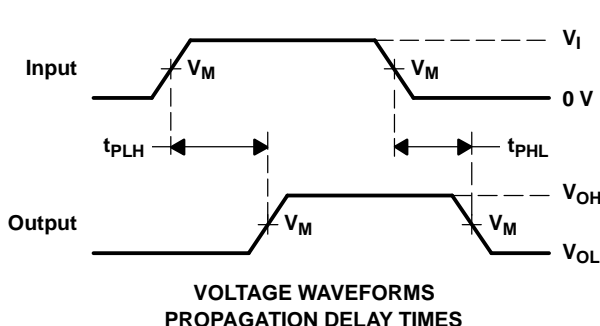 V_I
Input
V_M
V_M
0 V
t_PLH
t_PHL
V_OH
Output
V_M
V_M
V_OL
VOLTAGE WAVEFORMS
PROPAGATION DELAY TIMES